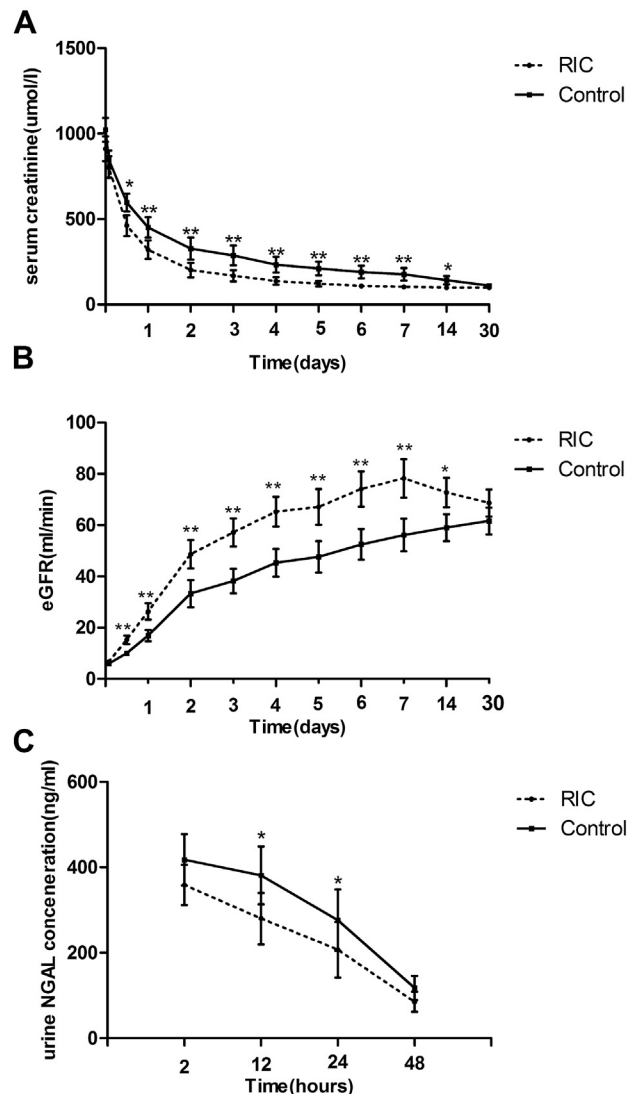 A
1500
1000
500
0
serum creatinine(umol/l)
* ** ** ** ** ** ** ** *
1 2 3 4 5 6 7 14 30
Time(days)
RIC
Control
B
100
80
60
40
20
0
eGFR(ml/min)
** ** ** ** ** ** ** ** *
1 2 3 4 5 6 7 14 30
Time(days)
RIC
Control
C
600
400
200
0
urine NGAL conceneration(ng/ml)
* *
2 12 24 48
Time(hours)
RIC
Control